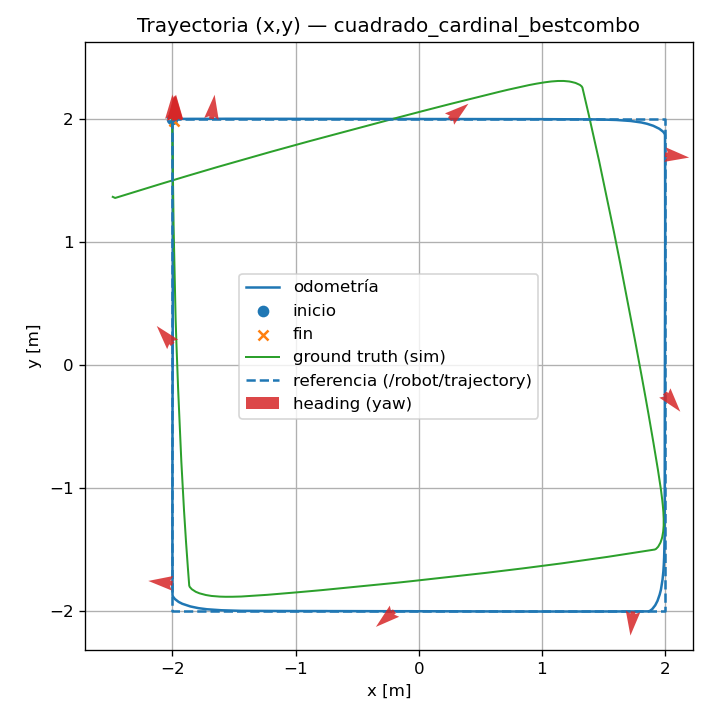 Trayectoria (x,y) — cuadrado_cardinal_bestcombo
y [m]
2
1
0
−1
−2
odometría
inicio
fin
ground truth (sim)
referencia (/robot/trajectory)
heading (yaw)
−2
−1
0
1
2
x [m]